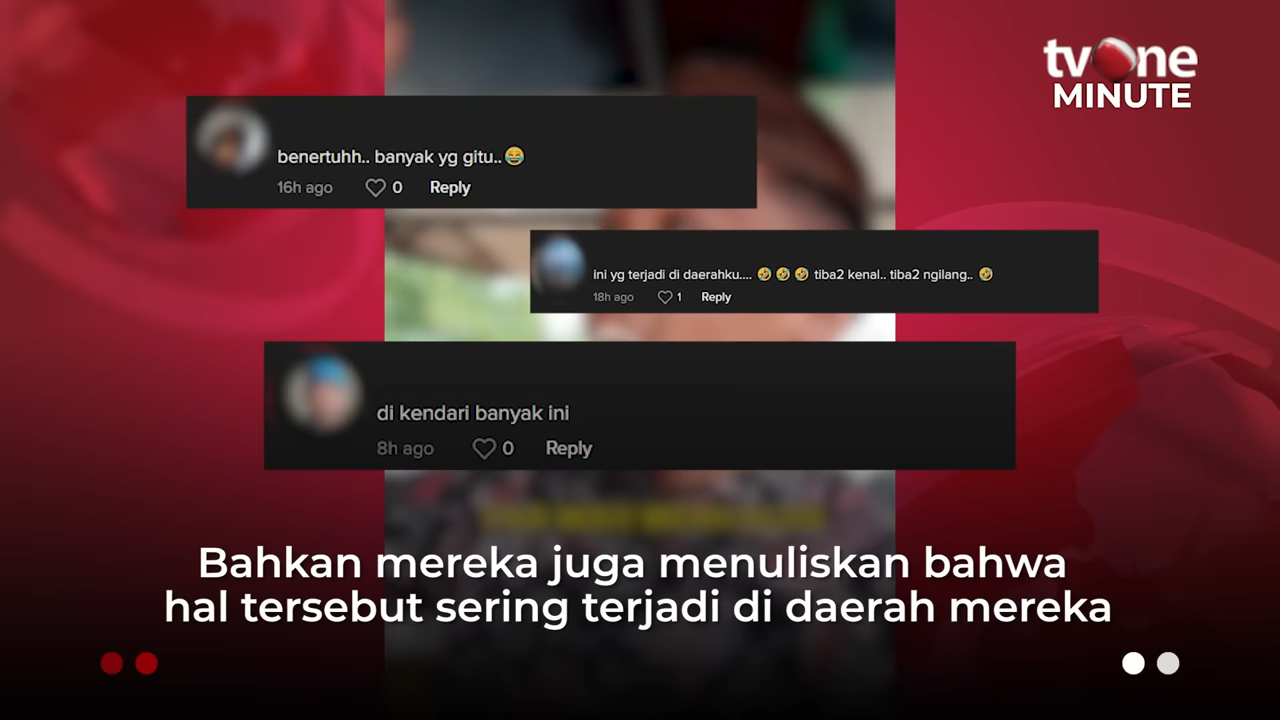 tvOne
MINUTE
benertuhh.. banyak yg gitu..😂
16h ago 0 Reply
ini yg terjadi di daerahku.... 🤣🤣🤣 tiba2 kenal.. tiba2 ngilang.. 🤣
18h ago 1 Reply
di kendari banyak ini
8h ago 0 Reply
Bahkan mereka juga menuliskan bahwa
hal tersebut sering terjadi di daerah mereka